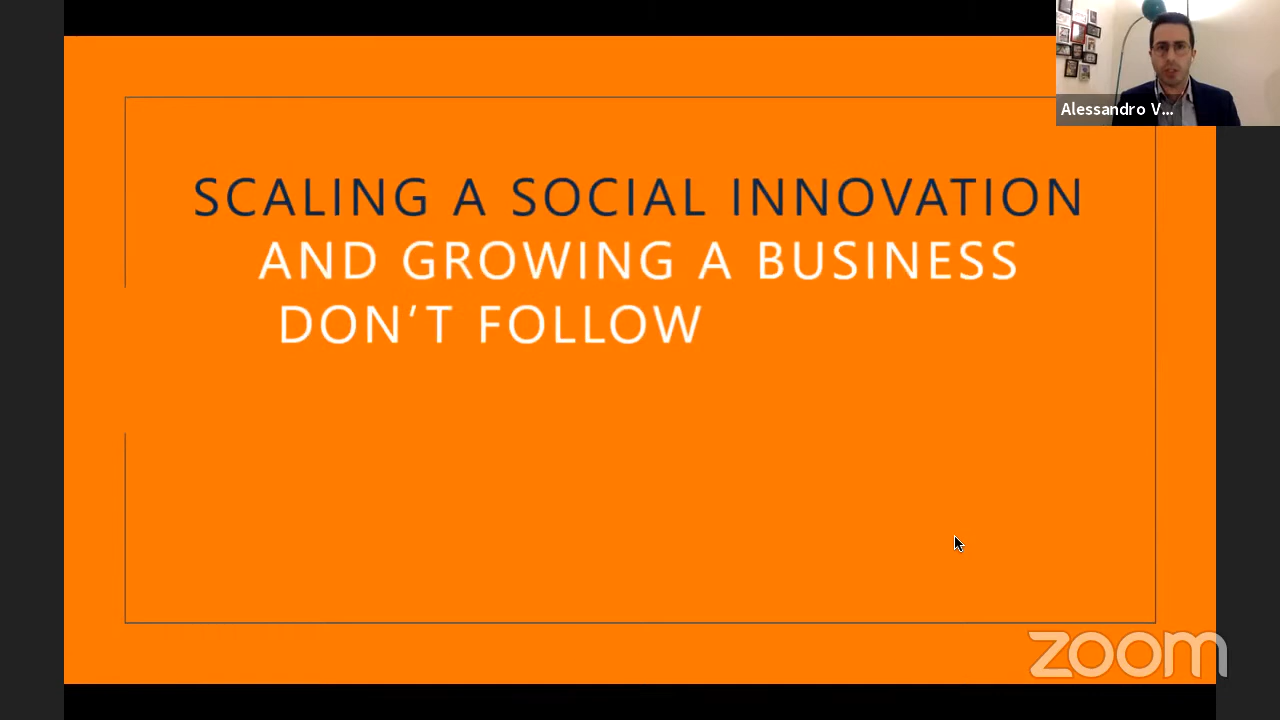 Alessandro V...
SCALING A SOCIAL INNOVATION
AND GROWING A BUSINESS
DON’T FOLLOW
zoom